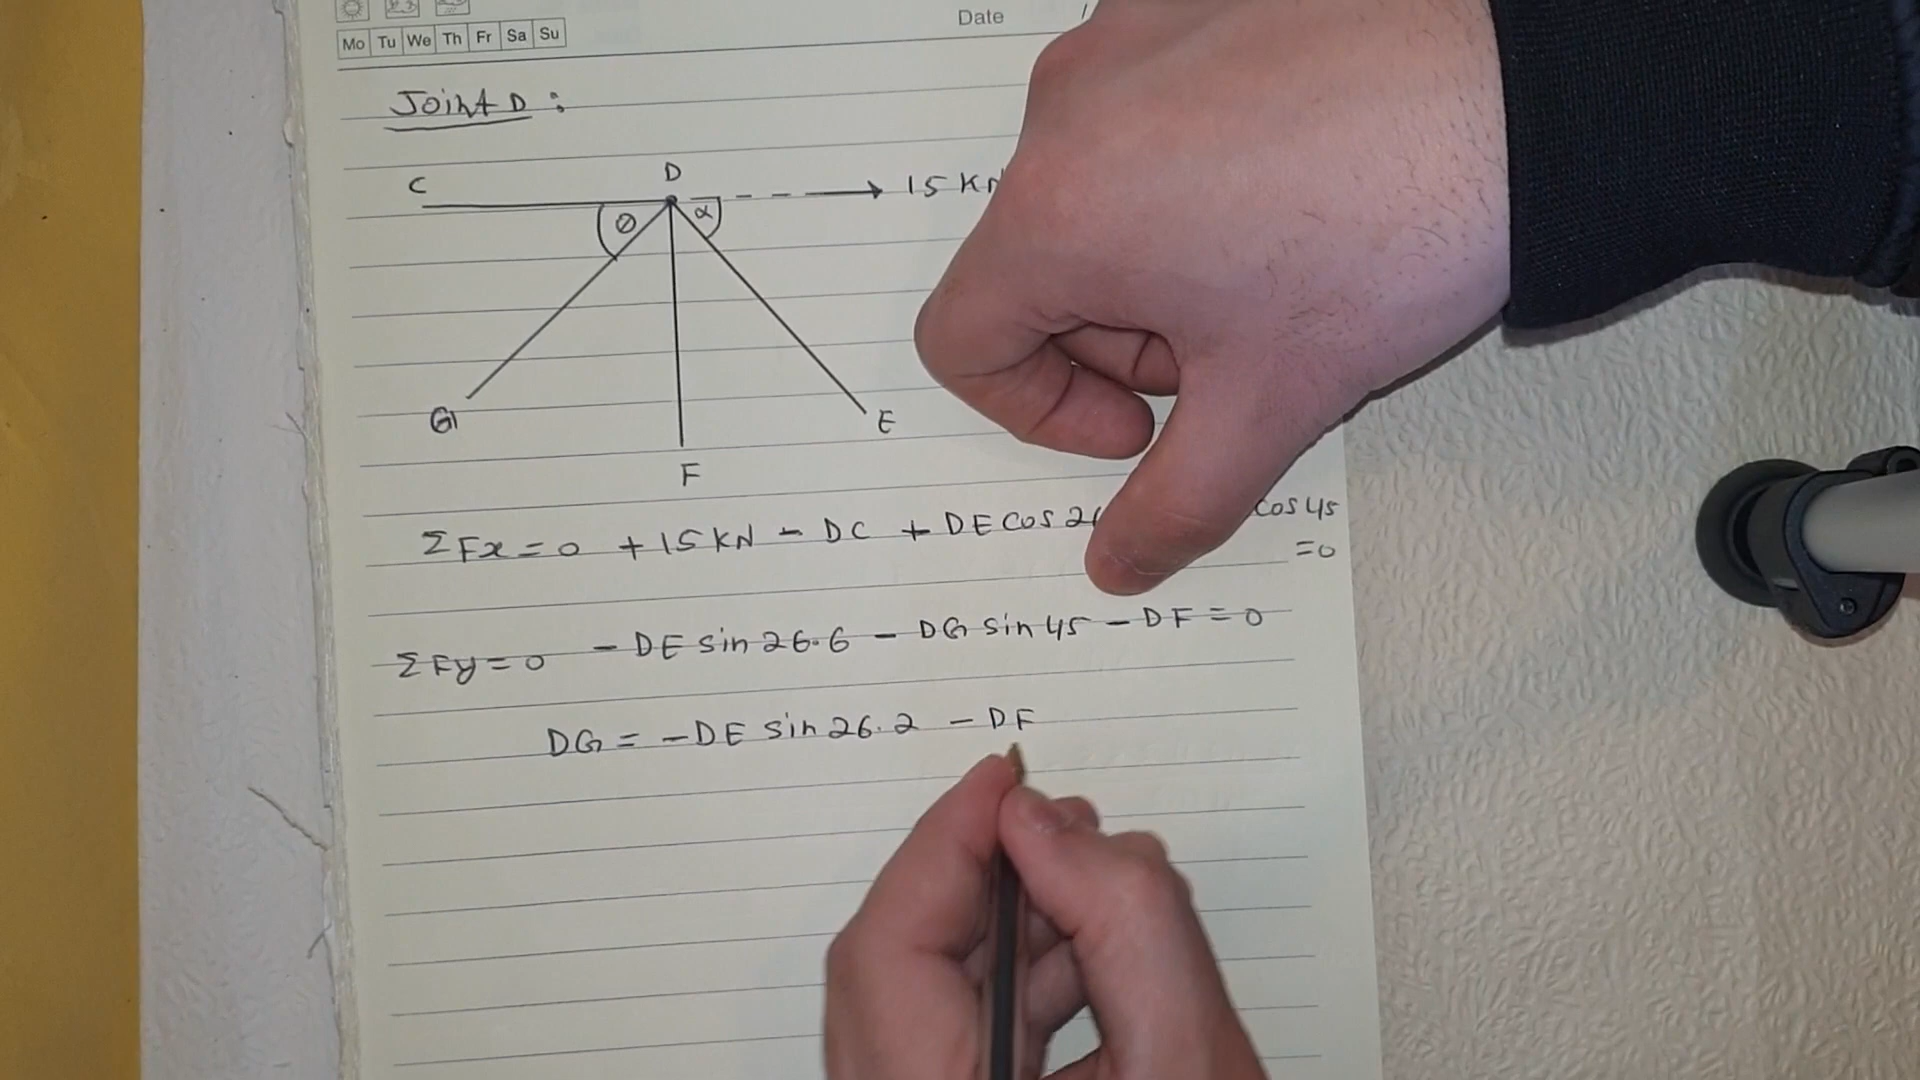 Mo Tu We Th Fr Sa Su
Date /
Joint D :
C D 15 KN
θ α
G E
F
ΣFx = 0 + 15 KN - DC + DE cos 26 cos 45
= 0
ΣFy = 0 - DE sin 26.6 - DG sin 45 - DF = 0
DG = - DE sin 26.2 - DF